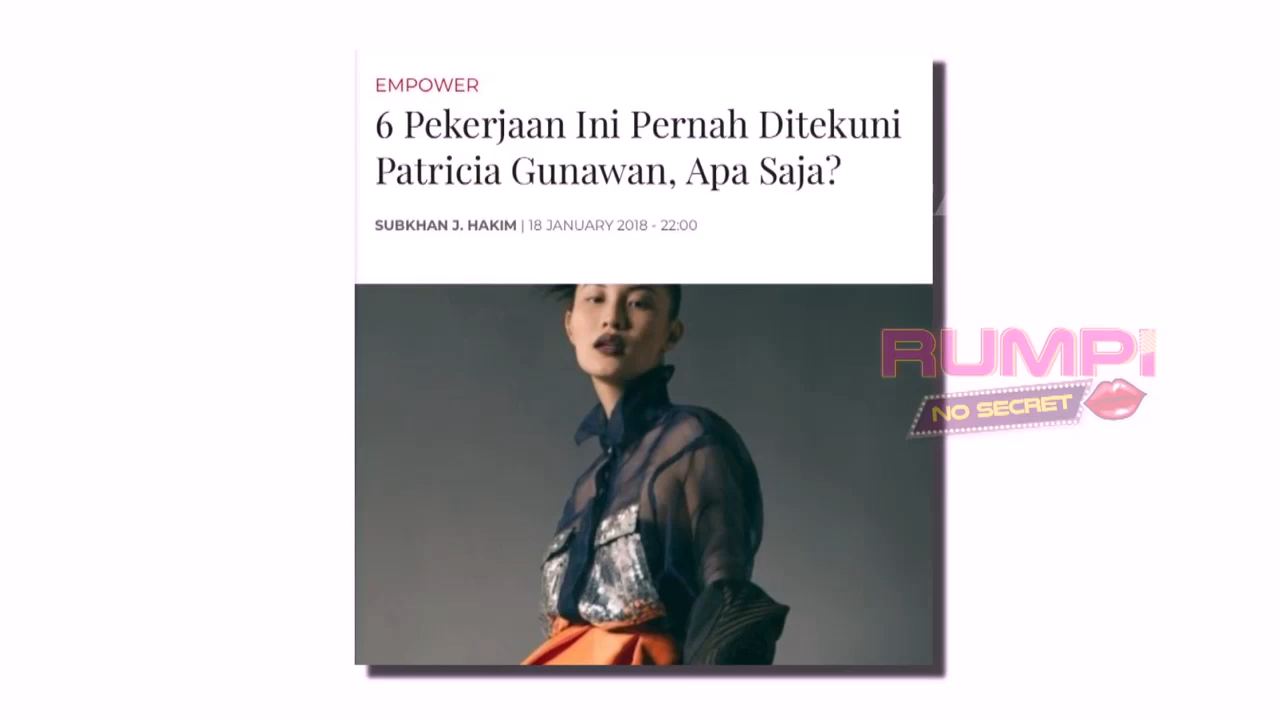 EMPOWER
6 Pekerjaan Ini Pernah Ditekuni
Patricia Gunawan, Apa Saja?
SUBKHAN J. HAKIM | 18 JANUARY 2018 - 22:00
RUMPI
NO SECRET